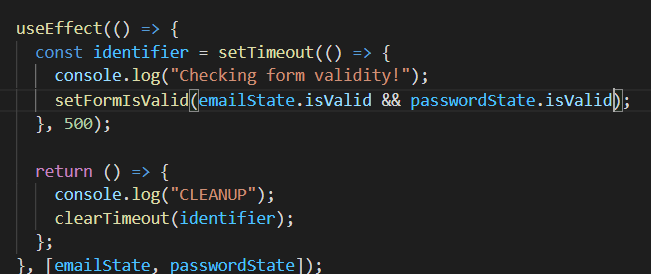 useEffect(() => {
const identifier = setTimeout(() => {
console.log("Checking form validity!");
setFormIsValid(emailState.isValid && passwordState.isValid);
}, 500);
return () => {
console.log("CLEANUP");
clearTimeout(identifier);
};
}, [emailState, passwordState]);